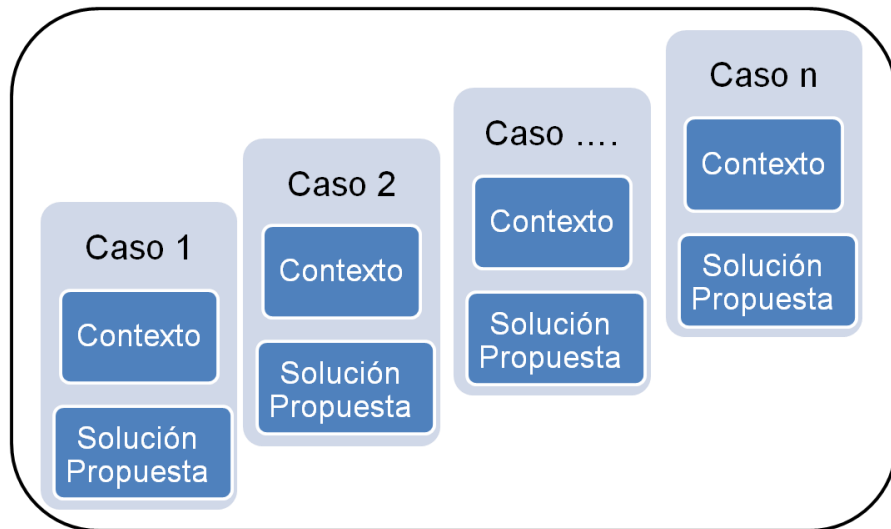 Caso 1
Contexto
Solución
Propuesta
Caso 2
Contexto
Solución
Propuesta
Caso ....
Contexto
Solución
Propuesta
Caso n
Contexto
Solución
Propuesta